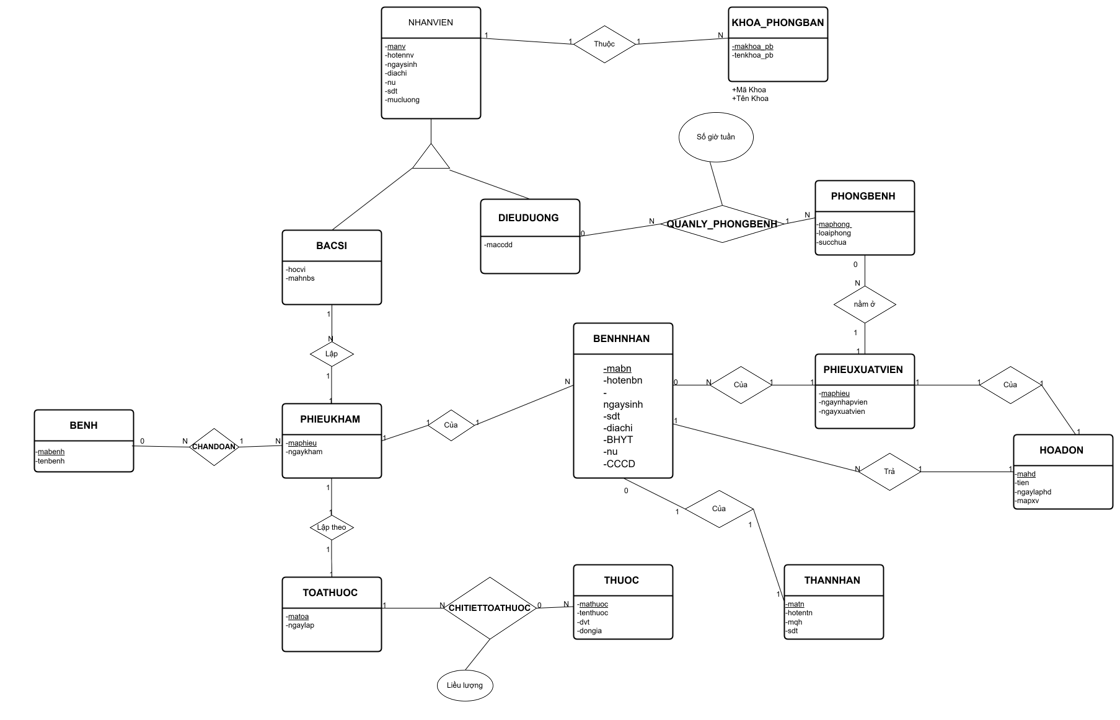 NHANVIEN
-manv
-hotennv
-ngaysinh
-diachi
-nu
-sdt
-mucluong
1
1
Thuộc
1
N
KHOA_PHONGBAN
-makhoa_pb
-tenkhoa_pb
+Mã Khoa
+Tên Khoa
Số giờ tuần
DIEUDUONG
-maccdd
0
N
QUANLY_PHONGBENH
1
N
PHONGBENH
-maphong
-loaiphong
-succhua
BACSI
-hocvi
-mahnbs
0
N
nằm ở
1
1
1
N
Lập
1
1
BENHNHAN
-mabn
-hotenbn
-
ngaysinh
-sdt
-diachi
-BHYT
-nu
-CCCD
0
N
Của
1
1
PHIEUXUATVIEN
-maphieu
-ngaynhapvien
-ngayxuatvien
1
1
Của
1
1
BENH
-mabenh
-tenbenh
0
N
CHANDOAN
1
N
PHIEUKHAM
-maphieu
-ngaykham
1
1
Của
1
N
1
N
Trả
1
1
HOADON
-mahd
-tien
-ngaylaphd
-mapxv
1
1
Lập theo
1
1
0
1
Của
1
1
TOATHUOC
-matoa
-ngaylap
1
N
CHITIETTOATHUOC
0
N
THUOC
-mathuoc
-tenthuoc
-dvt
-dongia
THANNHAN
-matn
-hotentn
-mqh
-sdt
Liều lượng